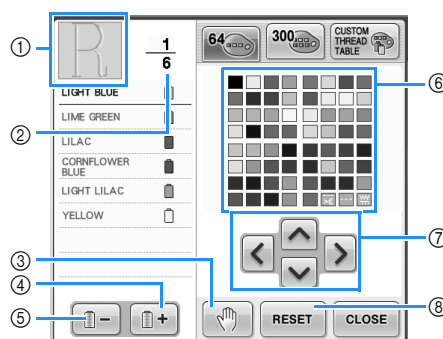 ①
R
1
6
64
300
CUSTOM
THREAD
TABLE
⑥
②
LIGHT BLUE
LIME GREEN
LILAC
CORNFLOWER
BLUE
LIGHT LILAC
YELLOW
③
④
⑤
⑦
⑧
−
+
RESET
CLOSE